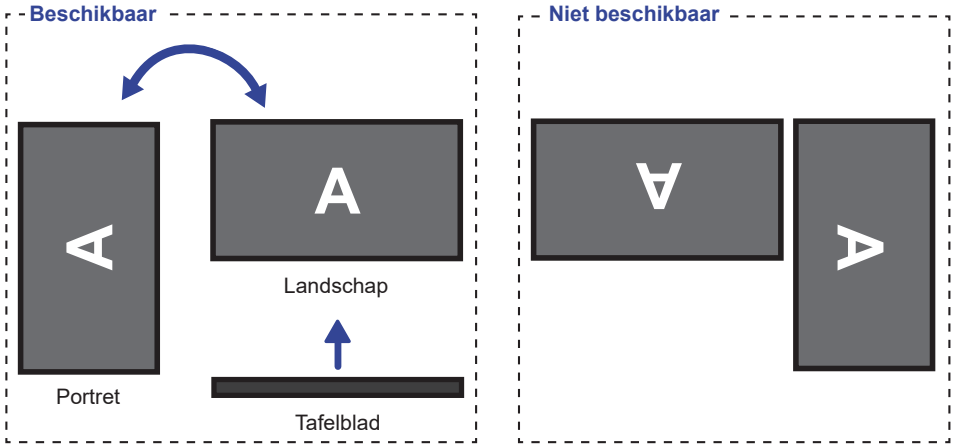 Beschikbaar
A
A
Landschap
Portret
Tafelblad
Niet beschikbaar
A
A